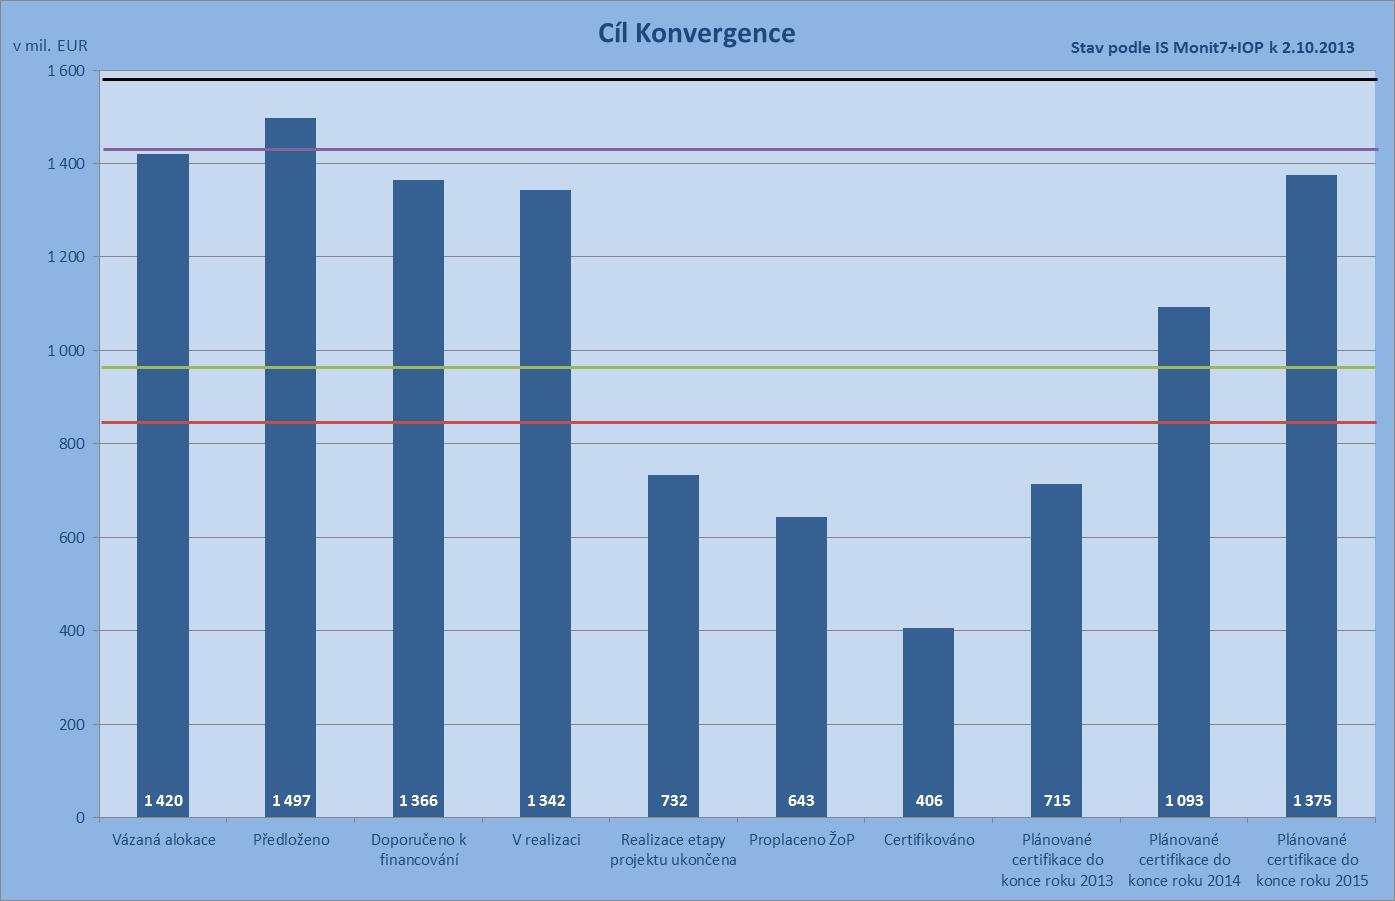 Cíl Konvergence
v mil. EUR
Stav podle IS Monit7+IOP k 2.10.2013
1 600
1 400
1 200
1 000
800
600
400
200
0
1 420
1 497
1 366
1 342
732
643
406
715
1 093
1 375
Vázaná alokace
Předloženo
Doporučeno k
financování
V realizaci
Realizace etapy
projektu ukončena
Proplaceno ŽoP
Certifikováno
Plánované
certifikace do
konce roku 2013
Plánované
certifikace do
konce roku 2014
Plánované
certifikace do
konce roku 2015